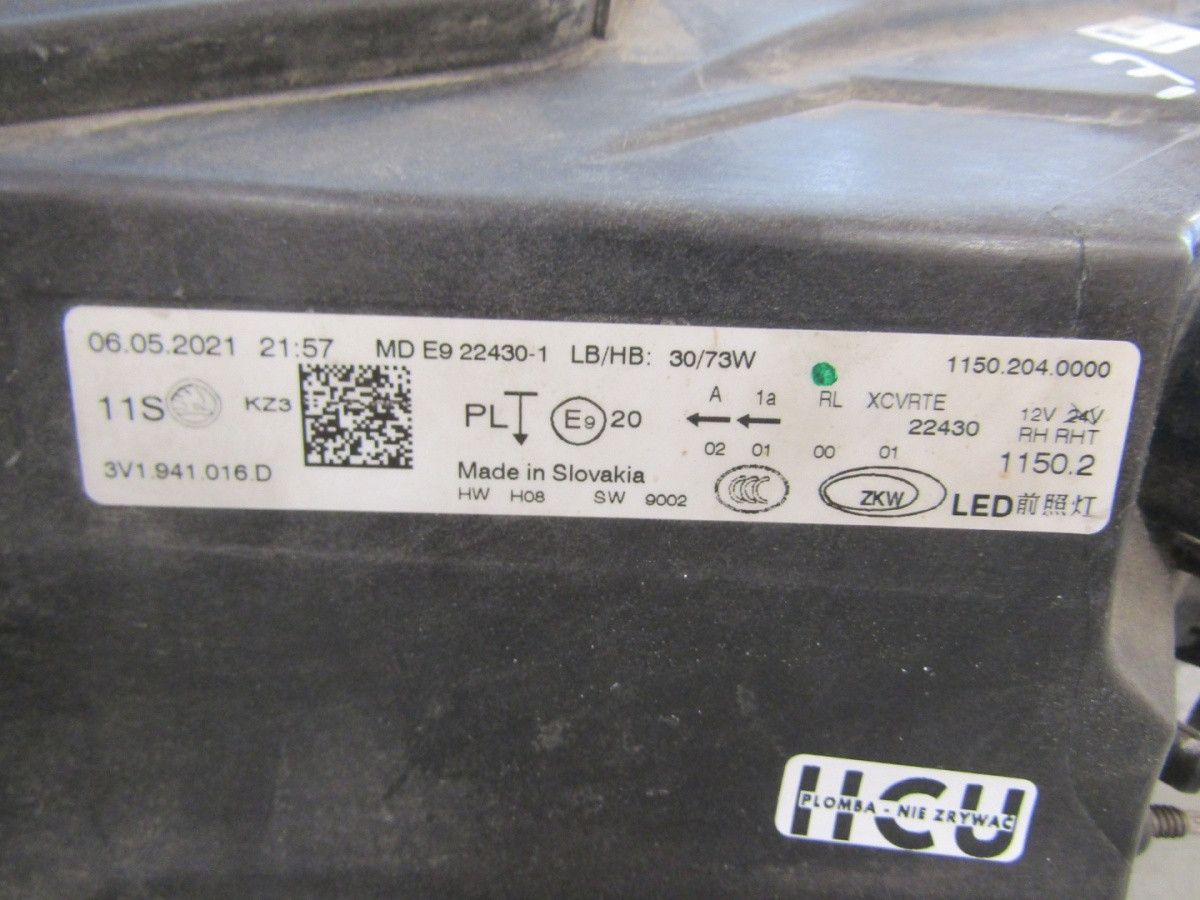 06.05.2021 21:57 MD E9 22430-1 LB/HB: 30/73W 1150.204.0000
11S KZ3 PL E9 20 A 1a RL XCVRTE 12V 24V
22430 RH RHT
02 01 00 01 1150.2
3V1.941.016.D Made in Slovakia CCC ZKW LED前照灯
HW H08 SW 9002
HCU
PLOMBA - NIE ZRYWAĆ